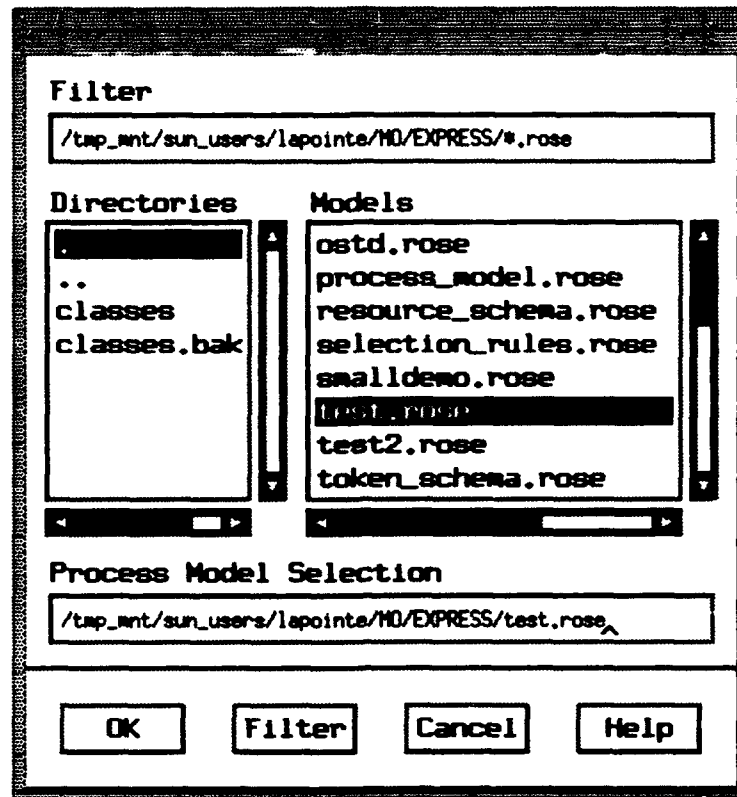 Filter
/tmp_mnt/sun_users/lapointe/MO/EXPRESS/*.rose
Directories
.
..
classes
classes.bak
Models
ostd.rose
process_model.rose
resource_schema.rose
selection_rules.rose
smalldemo.rose
test.rose
test2.rose
token_schema.rose
Process Model Selection
/tmp_mnt/sun_users/lapointe/MO/EXPRESS/test.rose
OK
Filter
Cancel
Help